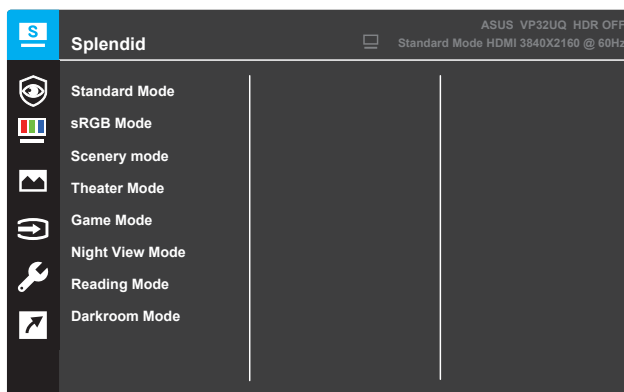 S
Splendid
ASUS VP32UQ HDR OFF
Standard Mode HDMI 3840X2160 @ 60Hz
Standard Mode
sRGB Mode
Scenery mode
Theater Mode
Game Mode
Night View Mode
Reading Mode
Darkroom Mode